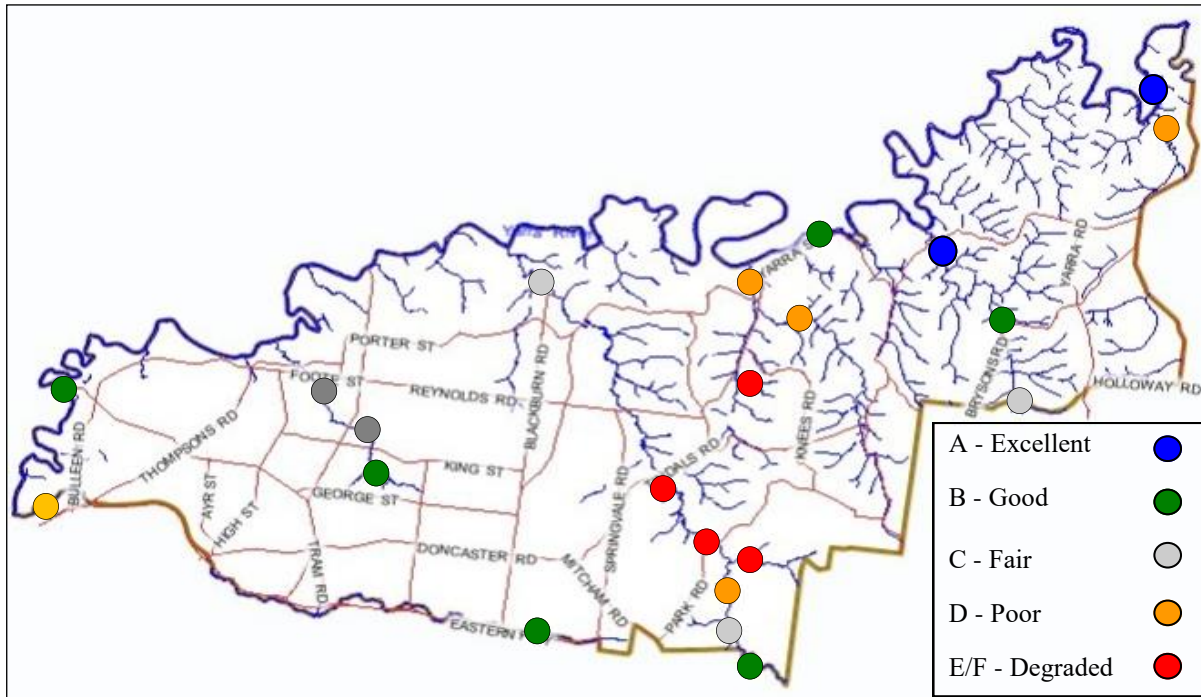 Yarra
YARRA ST
YARRA RD
PORTER ST
FOOTE ST
REYNOLDS RD
BLACKBURN RD
BRYSONS RD
HOLLOWAY RD
BULLEEN RD
THOMPSONS RD
KNEES RD
KING ST
AYR ST
HIGH ST
GEORGE ST
SPRINGVALE RD
TRAM RD
DONCASTER RD
MITCHAM RD
PARK RD
EASTERN
A - Excellent
B - Good
C - Fair
D - Poor
E/F - Degraded